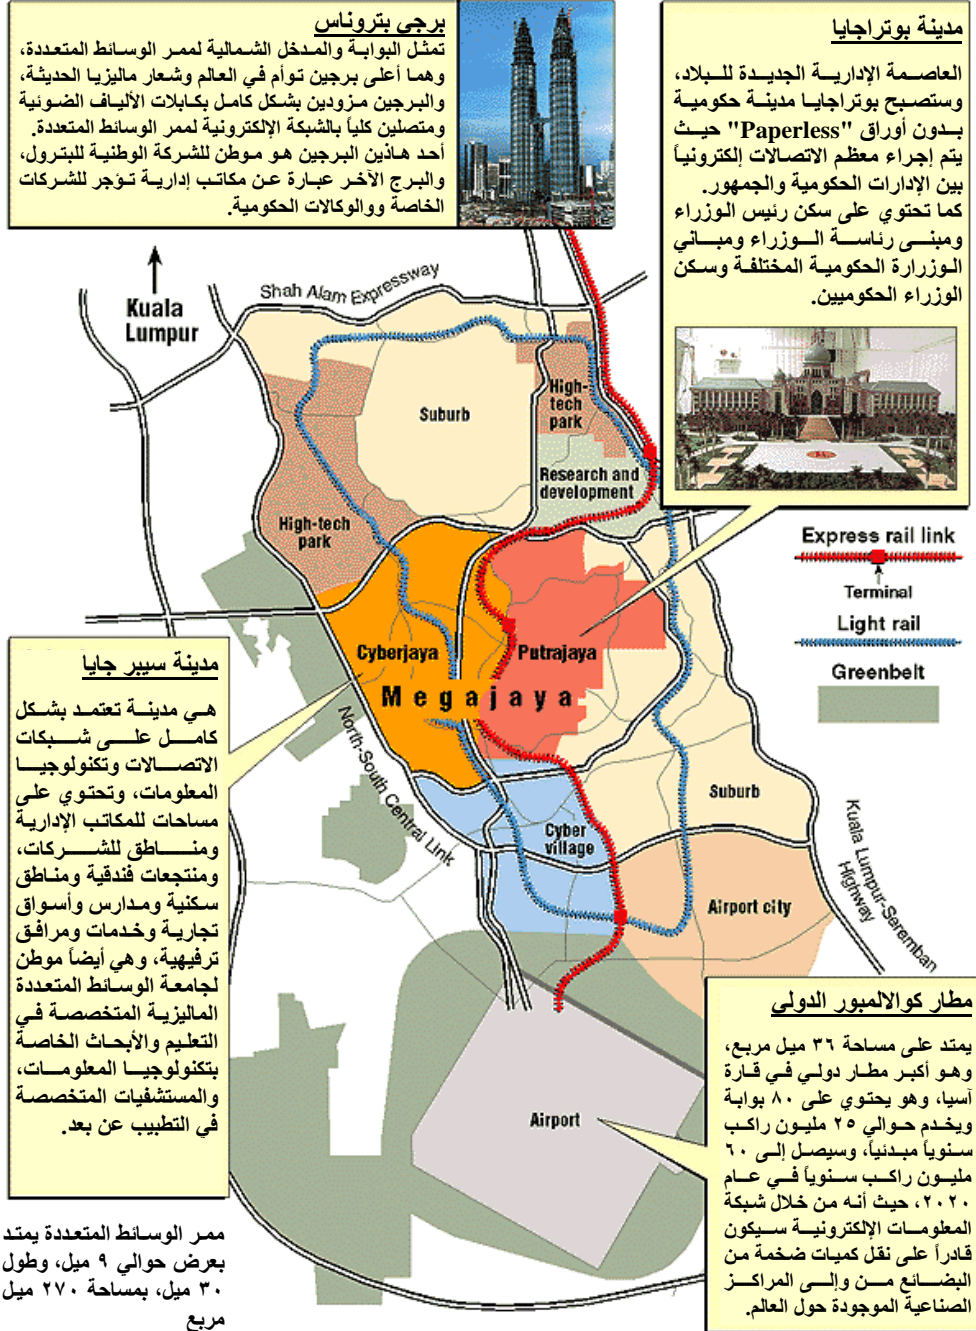 برجى بتروناس
تمثل البوابة والمدخل الشمالية لممر الوسائط المتعددة،
وهما أعلى برجين توأم في العالم وشعار ماليزيا الحديثة،
والبرجين مزودين بشكل كامل بكابلات الألياف الضوئية
ومتصلين كلياً بالشبكة الإلكترونية لممر الوسائط المتعددة.
أحد هاذين البرجين هو موطن للشركة الوطنية للبترول،
والبرج الآخر عبارة عن مكاتب إدارية تؤجر للشركات
الخاصة ووالوكالات الحكومية.
مدينة بوتراجايا
العاصمة الإدارية الجديدة للبلاد،
وستصبح بوتراجايا مدينة حكومية
بدون أوراق "Paperless" حيث
يتم إجراء معظم الاتصالات إلكترونياً
بين الإدارات الحكومية والجمهور.
كما تحتوي على سكن رئيس الوزراء
ومبنى رئاسة الوزراء ومباني
الوزرارة الحكومية المختلفة وسكن
الوزراء الحكوميين.
Kuala
Lumpur
Shah Alam Expressway
Suburb
High-
tech
park
Research and
development
High-tech
park
Express rail link
Terminal
Light rail
Greenbelt
Cyberjaya
Putrajaya
Megajaya
مدينة سيبر جايا
هي مدينة تعتمد بشكل
كامل على شبكات
الاتصالات وتكنولوجيا
المعلومات، وتحتوي على
مساحات للمكاتب الإدارية
ومناطق للشركات،
ومنتجعات فندقية ومناطق
سكنية ومدارس وأسواق
تجارية وخدمات ومرافق
ترفيهية، وهي أيضاً موطن
لجامعة الوسائط المتعددة
الماليزية المتخصصة في
التعليم والأبحاث الخاصة
بتكنولوجيا المعلومات،
والمستشفيات المتخصصة
في التطبيب عن بعد.
North-South Central Link
Suburb
Cyber
village
Airport city
Kuala Lumpur-Seremban
Highway
Airport
مطار كوالالمبور الدولي
يمتد على مساحة ٣٦ ميل مربع،
وهو أكبر مطار دولي في قارة
آسيا، وهو يحتوي على ٨٠ بوابة
ويخدم حوالي ٢٥ مليون راكب
سنوياً مبدئياً، وسيصل إلى ٦٠
مليون راكب سنوياً في عام
٢٠٢٠، حيث أنه من خلال شبكة
المعلومات الإلكترونية سيكون
قادراً على نقل كميات ضخمة من
البضائع من وإلى المراكز
الصناعية الموجودة حول العالم.
ممر الوسائط المتعددة يمتد
بعرض حوالي ٩ ميل، وطول
٣٠ ميل، بمساحة ٢٧٠ ميل
مربع